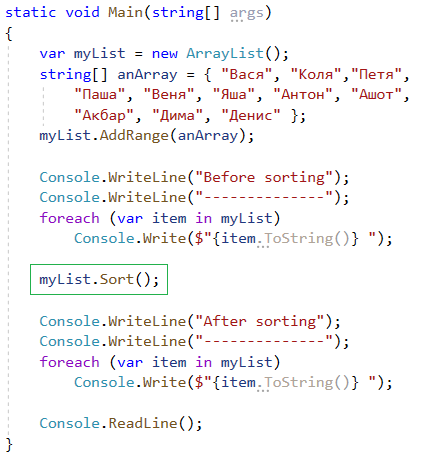 static void Main(string[] args)
{
    var myList = new ArrayList();
    string[] anArray = { "Вася", "Коля","Петя",
        "Паша", "Веня", "Яша", "Антон", "Ашот",
        "Акбар", "Дима", "Денис" };
    myList.AddRange(anArray);
    Console.WriteLine("Before sorting");
    Console.WriteLine("--------------");
    foreach (var item in myList)
        Console.Write($"{item.ToString()} ");
    myList.Sort();
    Console.WriteLine("After sorting");
    Console.WriteLine("--------------");
    foreach (var item in myList)
        Console.Write($"{item.ToString()} ");
    Console.ReadLine();
}